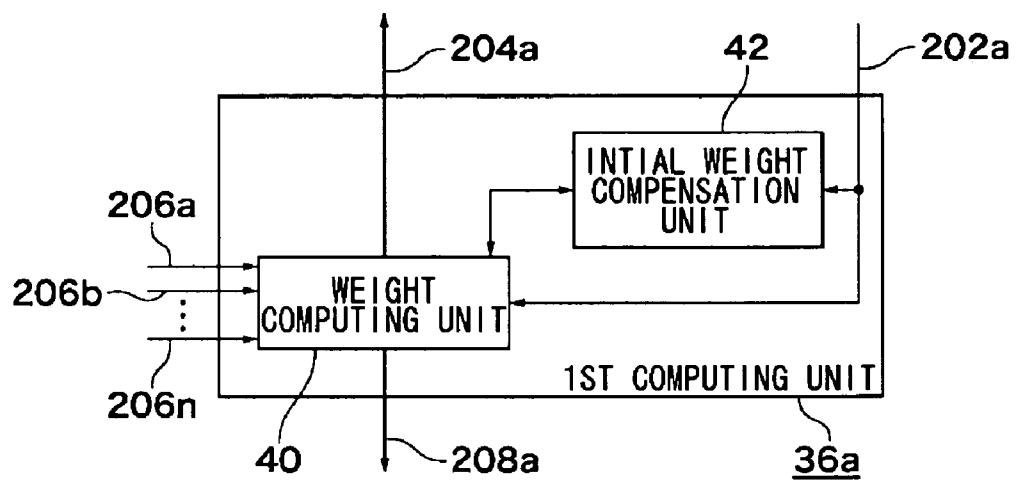 204a
42
202a
INTIAL WEIGHT
COMPENSATION
UNIT
206a
206b
206n
WEIGHT
COMPUTING UNIT
1ST COMPUTING UNIT
40
208a
36a